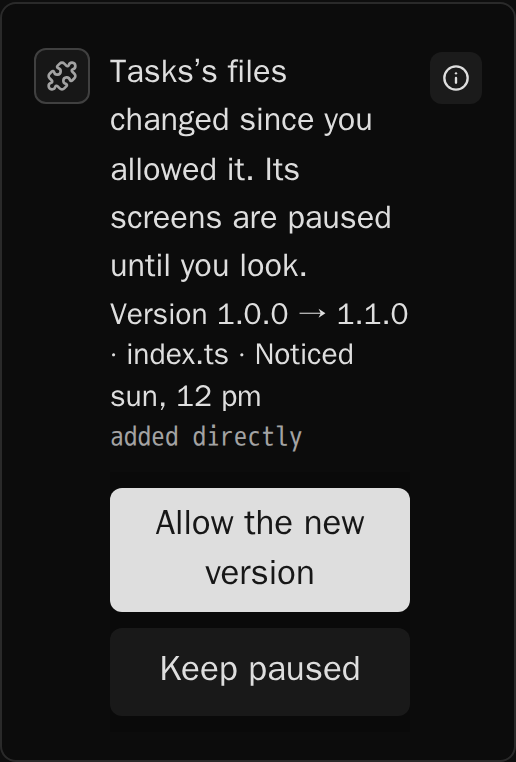 Tasks’s files
changed since you
allowed it. Its
screens are paused
until you look.
Version 1.0.0 → 1.1.0
· index.ts · Noticed
sun, 12 pm
added directly
Allow the new
version
Keep paused